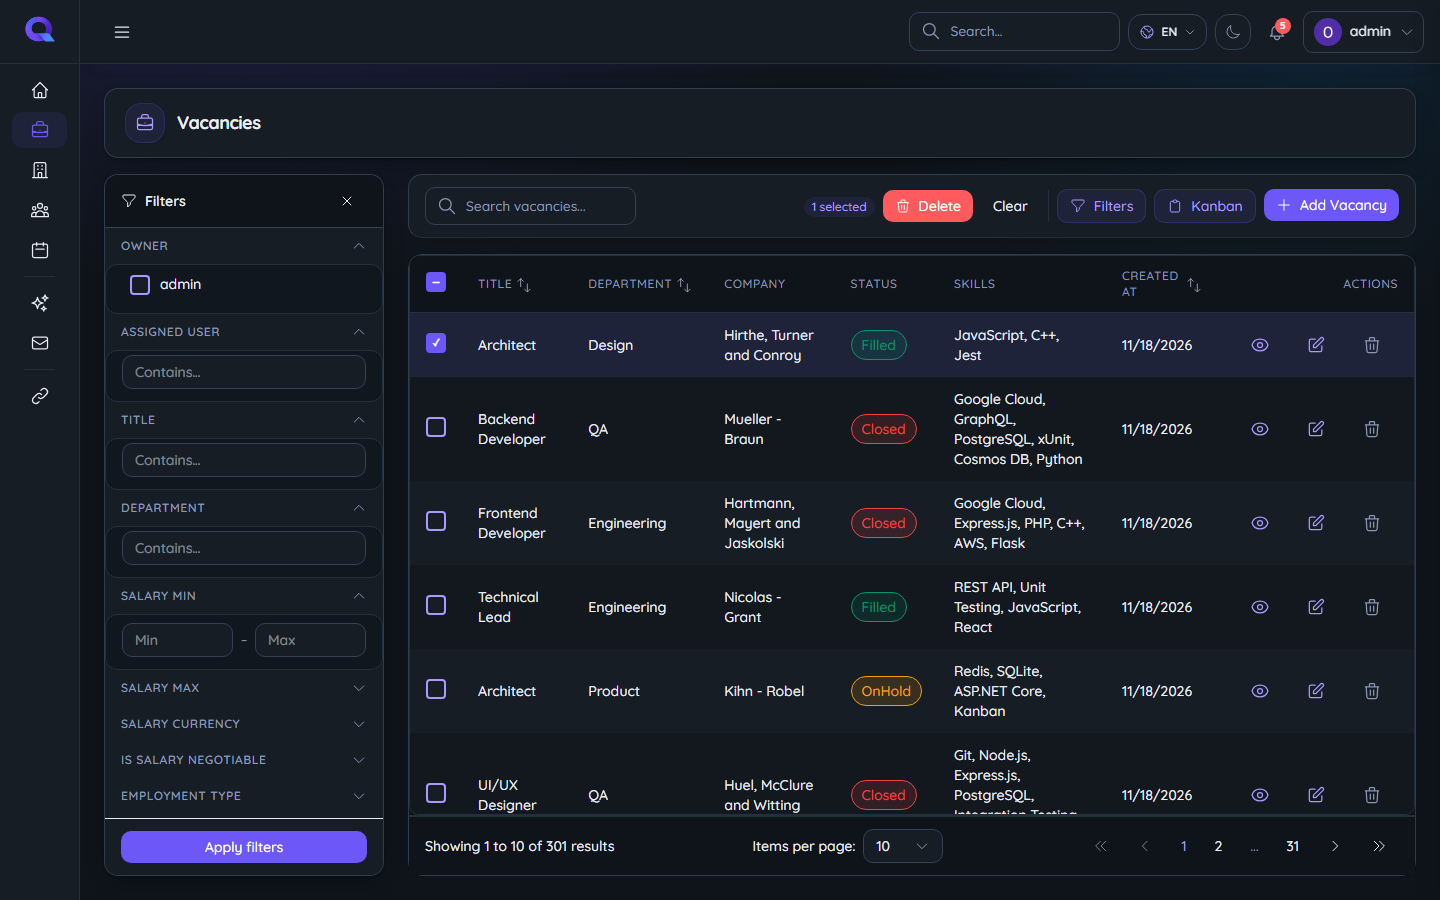 Search...
EN
5
O
admin
Vacancies
Filters
OWNER
admin
ASSIGNED USER
Contains...
TITLE
Contains...
DEPARTMENT
Contains...
SALARY MIN
Min
-
Max
SALARY MAX
SALARY CURRENCY
IS SALARY NEGOTIABLE
EMPLOYMENT TYPE
Apply filters
Search vacancies...
1 selected
Delete
Clear
Filters
Kanban
Add Vacancy
TITLE
DEPARTMENT
COMPANY
STATUS
SKILLS
CREATED
AT
ACTIONS
Architect
Design
Hirthe, Turner
and Conroy
Filled
JavaScript, C++,
Jest
11/18/2026
Backend
Developer
QA
Mueller -
Braun
Closed
Google Cloud,
GraphQL,
PostgreSQL, xUnit,
Cosmos DB, Python
11/18/2026
Frontend
Developer
Engineering
Hartmann,
Mayert and
Jaskolski
Closed
Google Cloud,
Express.js, PHP, C++,
AWS, Flask
11/18/2026
Technical
Lead
Engineering
Nicolas -
Grant
Filled
REST API, Unit
Testing, JavaScript,
React
11/18/2026
Architect
Product
Kihn - Robel
OnHold
Redis, SQLite,
ASP.NET Core,
Kanban
11/18/2026
UI/UX
Designer
QA
Huel, McClure
and Witting
Closed
Git, Node.js,
Express.js,
PostgreSQL,
Integration Testing
11/18/2026
Showing 1 to 10 of 301 results
Items per page:
10
1
2
...
31